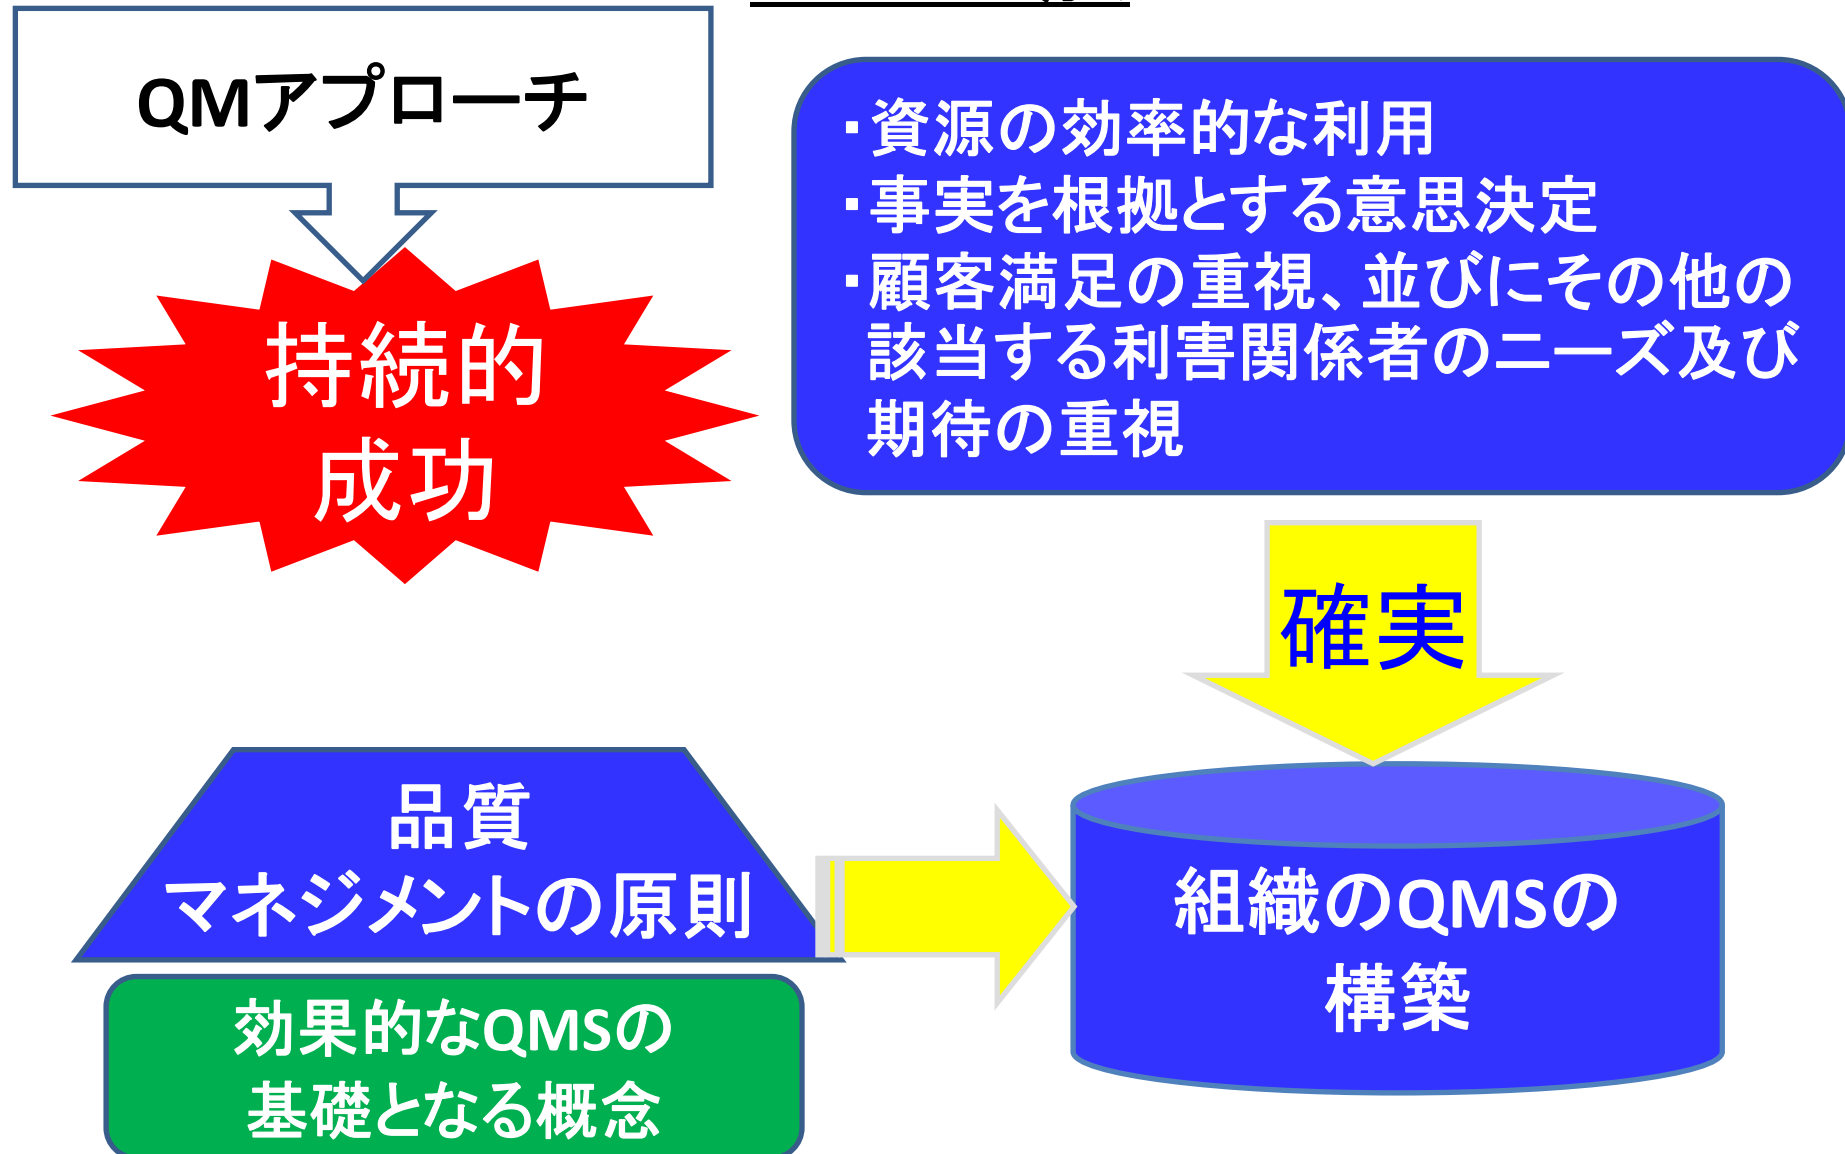 QMアプローチ
持続的
成功
・資源の効率的な利用
・事実を根拠とする意思決定
・顧客満足の重視、並びにその他の
該当する利害関係者のニーズ及び
期待の重視
確実
品質
マネジメントの原則
効果的なQMSの
基礎となる概念
組織のQMSの
構築